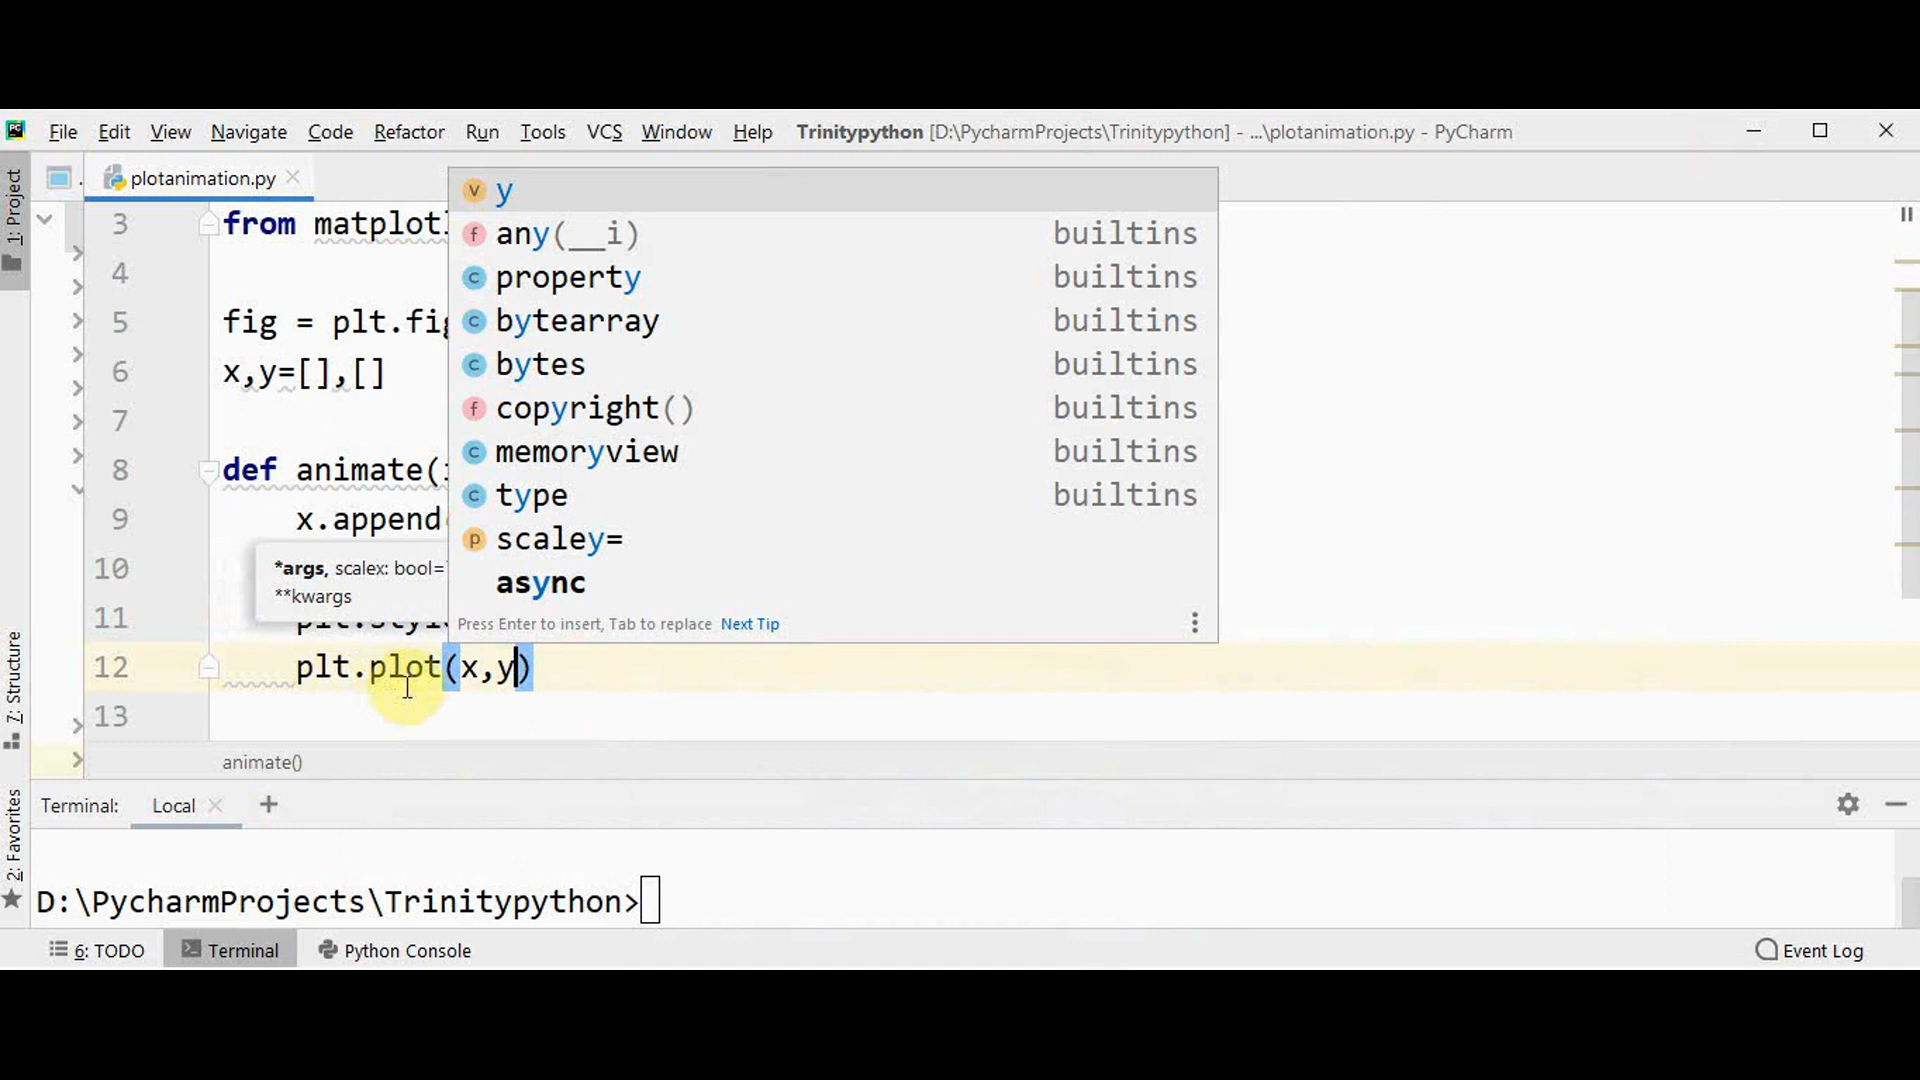 File Edit View Navigate Code Refactor Run Tools VCS Window Help Trinitypython [D:\PycharmProjects\Trinitypython] - ...\plotanimation.py - PyCharm
1: Project
plotanimation.py
3 from matplotl
4
5 fig = plt.fig
6 x,y=[],[]
7
8 def animate(i
9 x.append(
10
11 plt.style
12 plt.plot(x,y)
13
y
any(__i) builtins
property builtins
bytearray builtins
bytes builtins
copyright() builtins
memoryview builtins
type builtins
scaley=
async
Press Enter to insert, Tab to replace Next Tip
*args, scalex: bool=
**kwargs
animate()
7: Structure
2: Favorites
Terminal: Local +
D:\PycharmProjects\Trinitypython>
6: TODO Terminal Python Console Event Log